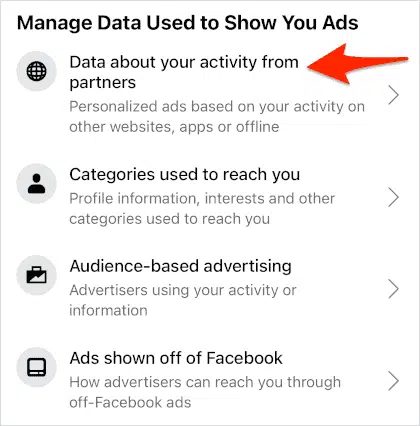 Manage Data Used to Show You Ads
Data about your activity from
partners
Personalized ads based on your activity on
other websites, apps or offline
Categories used to reach you
Profile information, interests and other
categories used to reach you
Audience-based advertising
Advertisers using your activity or
information
Ads shown off of Facebook
How advertisers can reach you through
off-Facebook ads